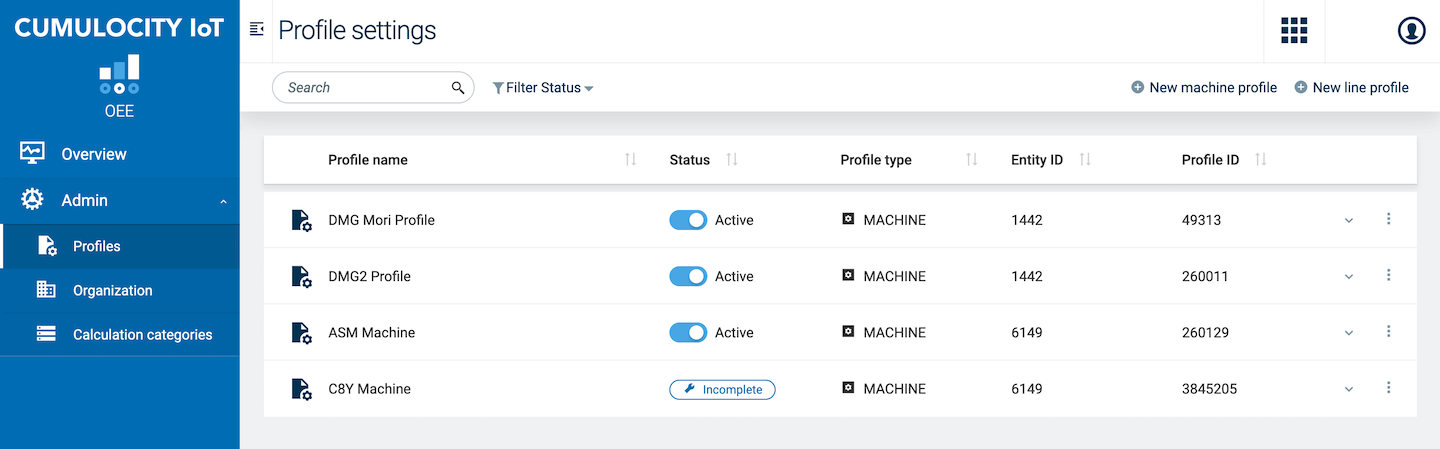 CUMULOCITY IoT
OEE
Overview
Admin
Profiles
Organization
Calculation categories
Profile settings
Search
Filter Status
New machine profile
New line profile
Profile name Status Profile type Entity ID Profile ID
DMG Mori Profile Active MACHINE 1442 49313
DMG2 Profile Active MACHINE 1442 260011
ASM Machine Active MACHINE 6149 260129
C8Y Machine Incomplete MACHINE 6149 3845205